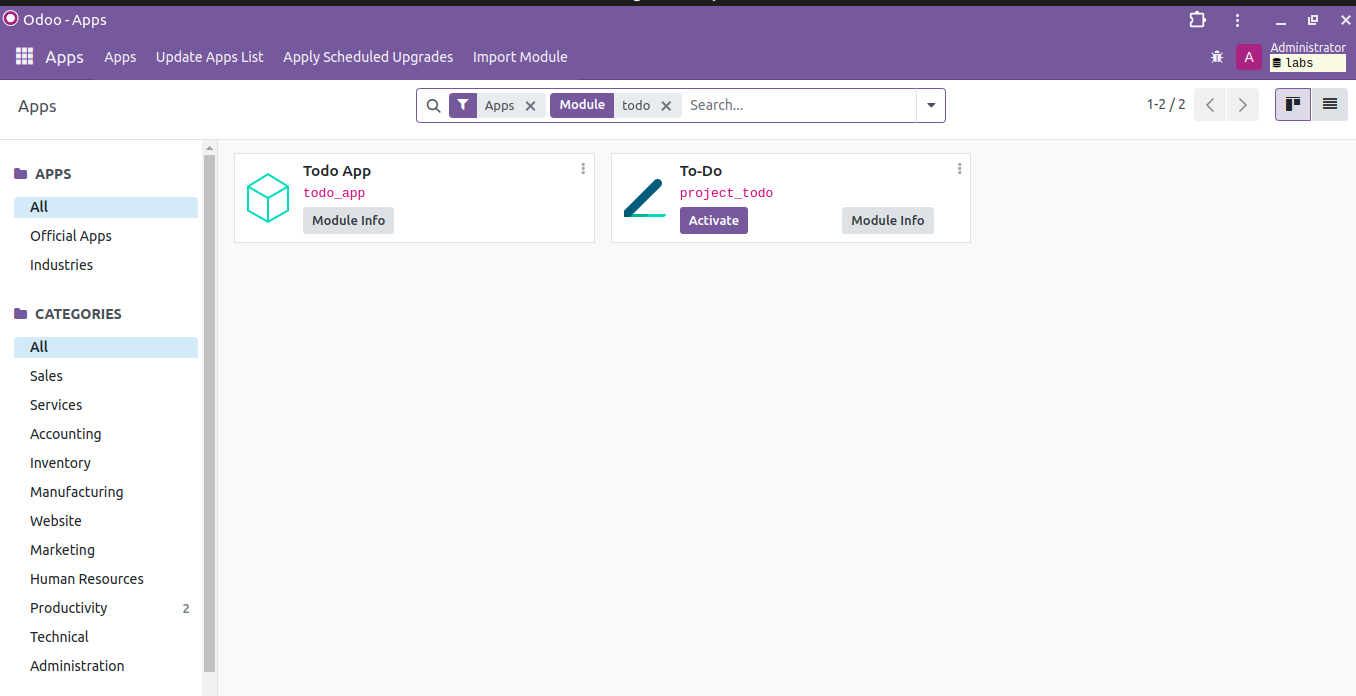 Odoo - Apps
Apps Apps Update Apps List Apply Scheduled Upgrades Import Module
A Administrator
labs
Apps
Apps Module todo Search...
1-2 / 2
APPS
All
Official Apps
Industries
CATEGORIES
All
Sales
Services
Accounting
Inventory
Manufacturing
Website
Marketing
Human Resources
Productivity 2
Technical
Administration
Todo App
todo_app
Module Info
To-Do
project_todo
Activate Module Info